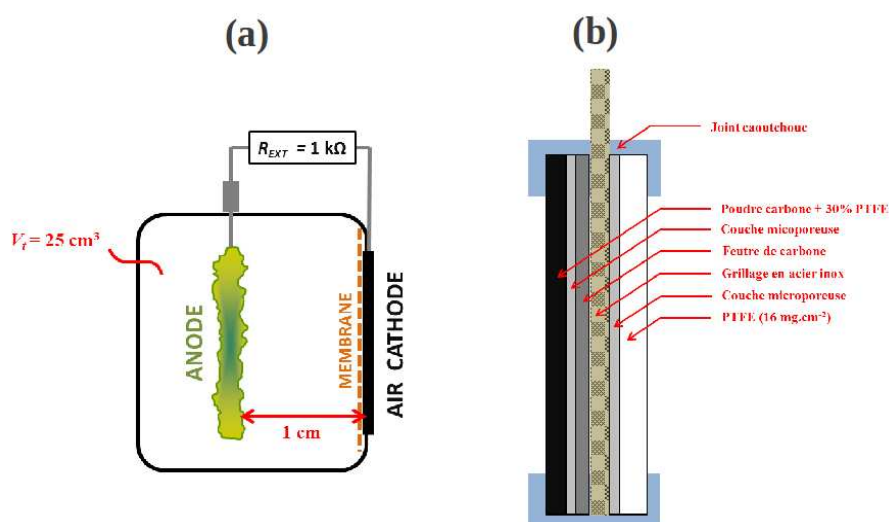 (a)
(b)
R_EXT = 1 kΩ
V_t = 25 cm³
ANODE
MEMBRANE
AIR CATHODE
1 cm
Joint caoutchouc
Poudre carbone + 30% PTFE
Couche micoporeuse
Feutre de carbone
Grillage en acier inox
Couche microporeuse
PTFE (16 mg.cm⁻²)